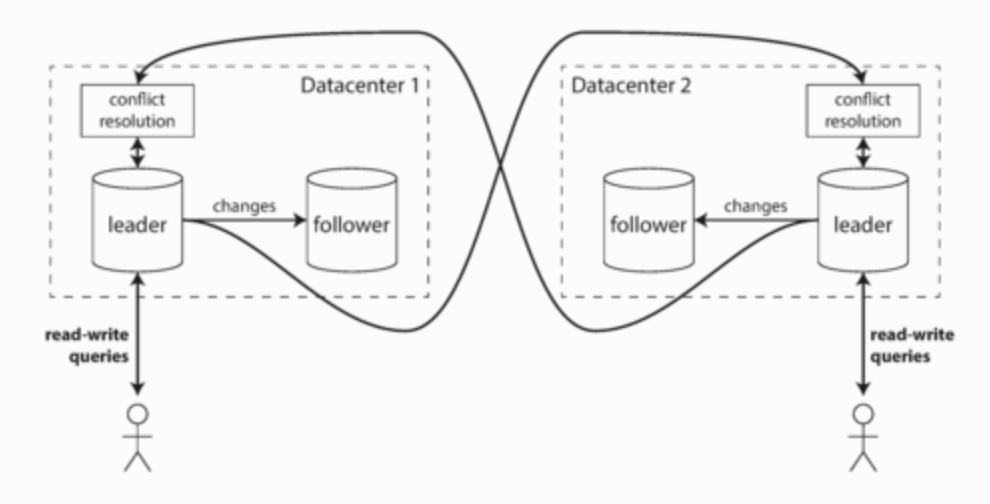 Datacenter 1
conflict
resolution
leader
changes
follower
read-write
queries
Datacenter 2
conflict
resolution
follower
changes
leader
read-write
queries